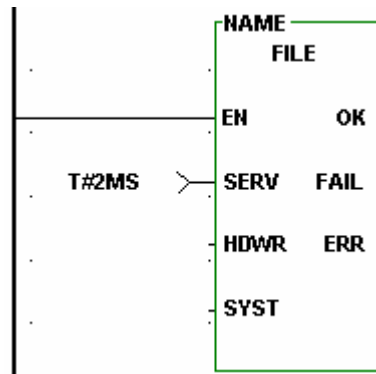 NAME
FILE
EN OK
T#2MS SERV FAIL
HDWR ERR
SYST